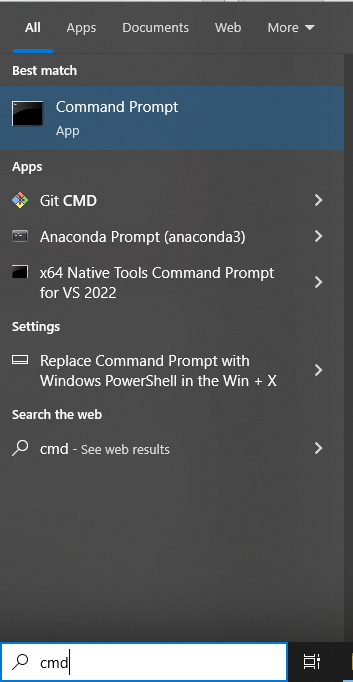 All Apps Documents Web More
Best match
Command Prompt
App
Apps
Git CMD
Anaconda Prompt (anaconda3)
x64 Native Tools Command Prompt
for VS 2022
Settings
Replace Command Prompt with
Windows PowerShell in the Win + X
Search the web
cmd - See web results
cmd